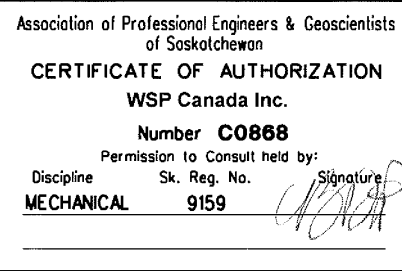 Association of Professional Engineers & Geoscientists
of Saskatchewan
CERTIFICATE OF AUTHORIZATION
WSP Canada Inc.
Number C0868
Permission to Consult held by:
Discipline Sk. Reg. No. Signature
MECHANICAL 9159